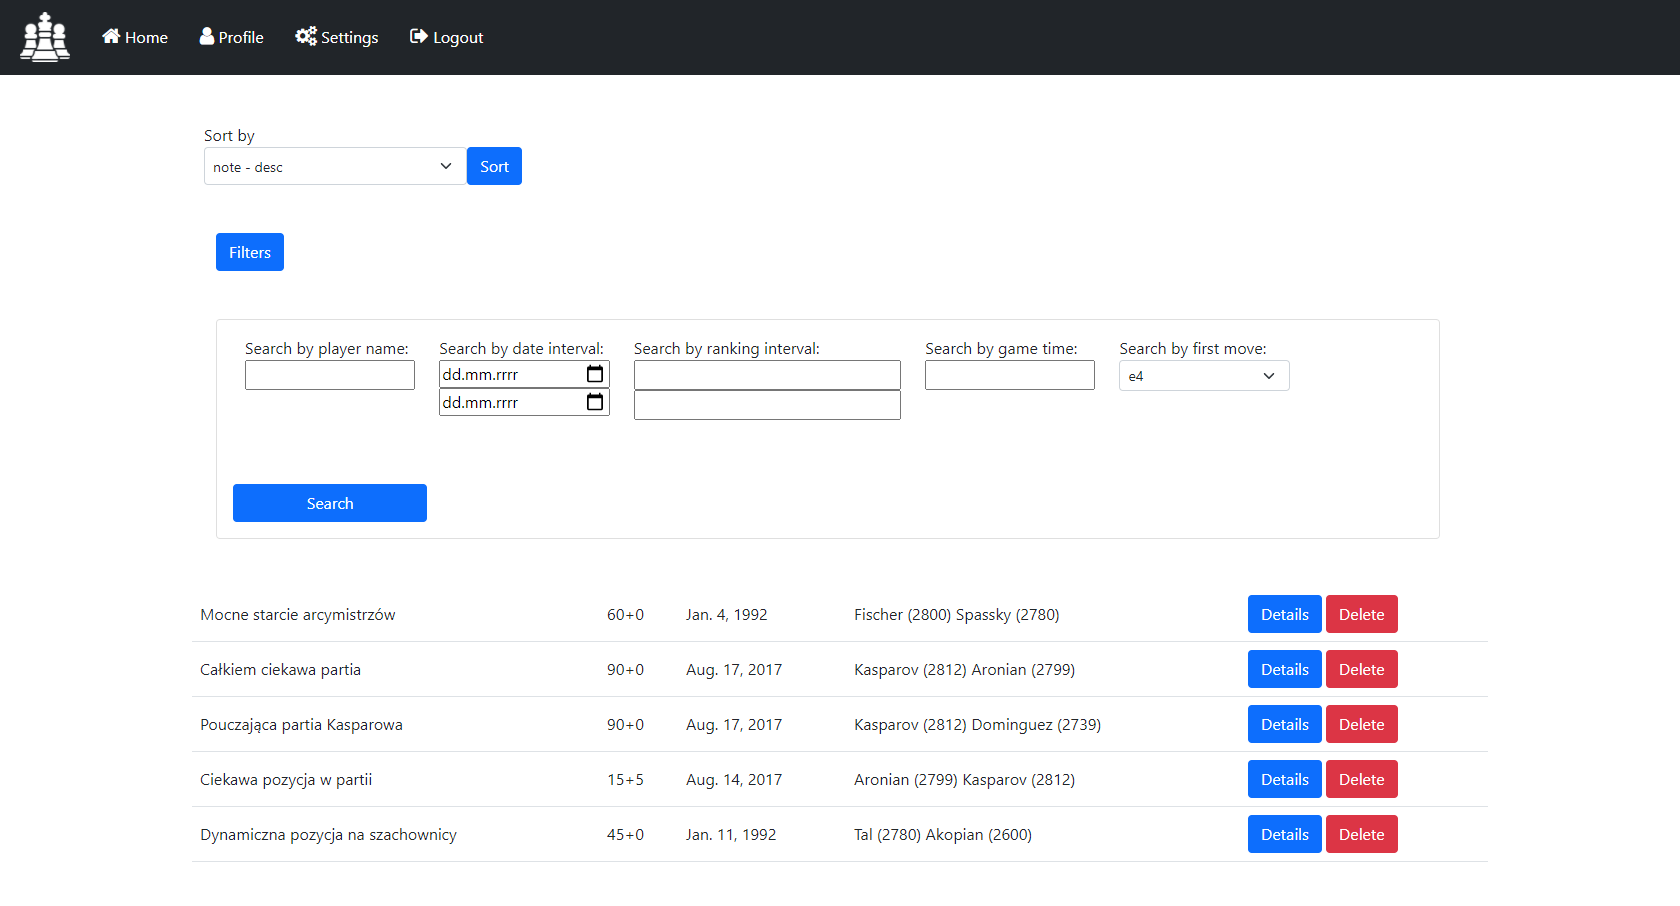 Home Profile Settings Logout
Sort by
note - desc Sort
Filters
Search by player name: Search by date interval: Search by ranking interval: Search by game time: Search by first move:
dd.mm.rrrr e4
dd.mm.rrrr
Search
Mocne starcie arcymistrzów 60+0 Jan. 4, 1992 Fischer (2800) Spassky (2780) Details Delete
Całkiem ciekawa partia 90+0 Aug. 17, 2017 Kasparov (2812) Aronian (2799) Details Delete
Pouczająca partia Kasparowa 90+0 Aug. 17, 2017 Kasparov (2812) Dominguez (2739) Details Delete
Ciekawa pozycja w partii 15+5 Aug. 14, 2017 Aronian (2799) Kasparov (2812) Details Delete
Dynamiczna pozycja na szachownicy 45+0 Jan. 11, 1992 Tal (2780) Akopian (2600) Details Delete